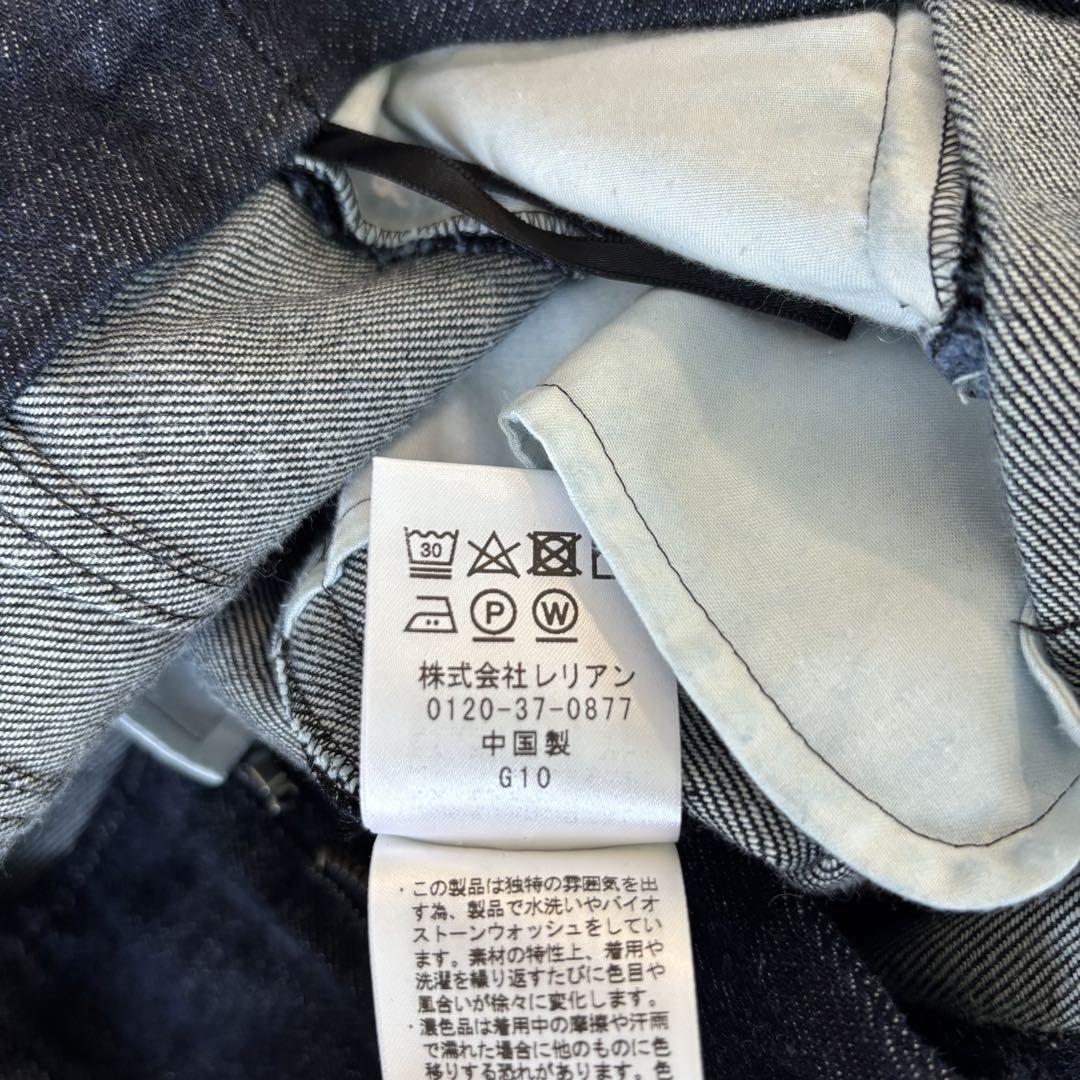 30
P W
株式会社レリアン
0120-37-0877
中国製
G10
・この製品は独特の雰囲気を出
す為、製品で水洗いやバイオ
ストーンウォッシュをしてい
ます。素材の特性上、着用や
洗濯を繰り返すたびに色目や
風合いが徐々に変化します。
・濃色品は着用中の摩擦や汗雨
で濡れた場合に他のものに色
移りする恐れがあります。色